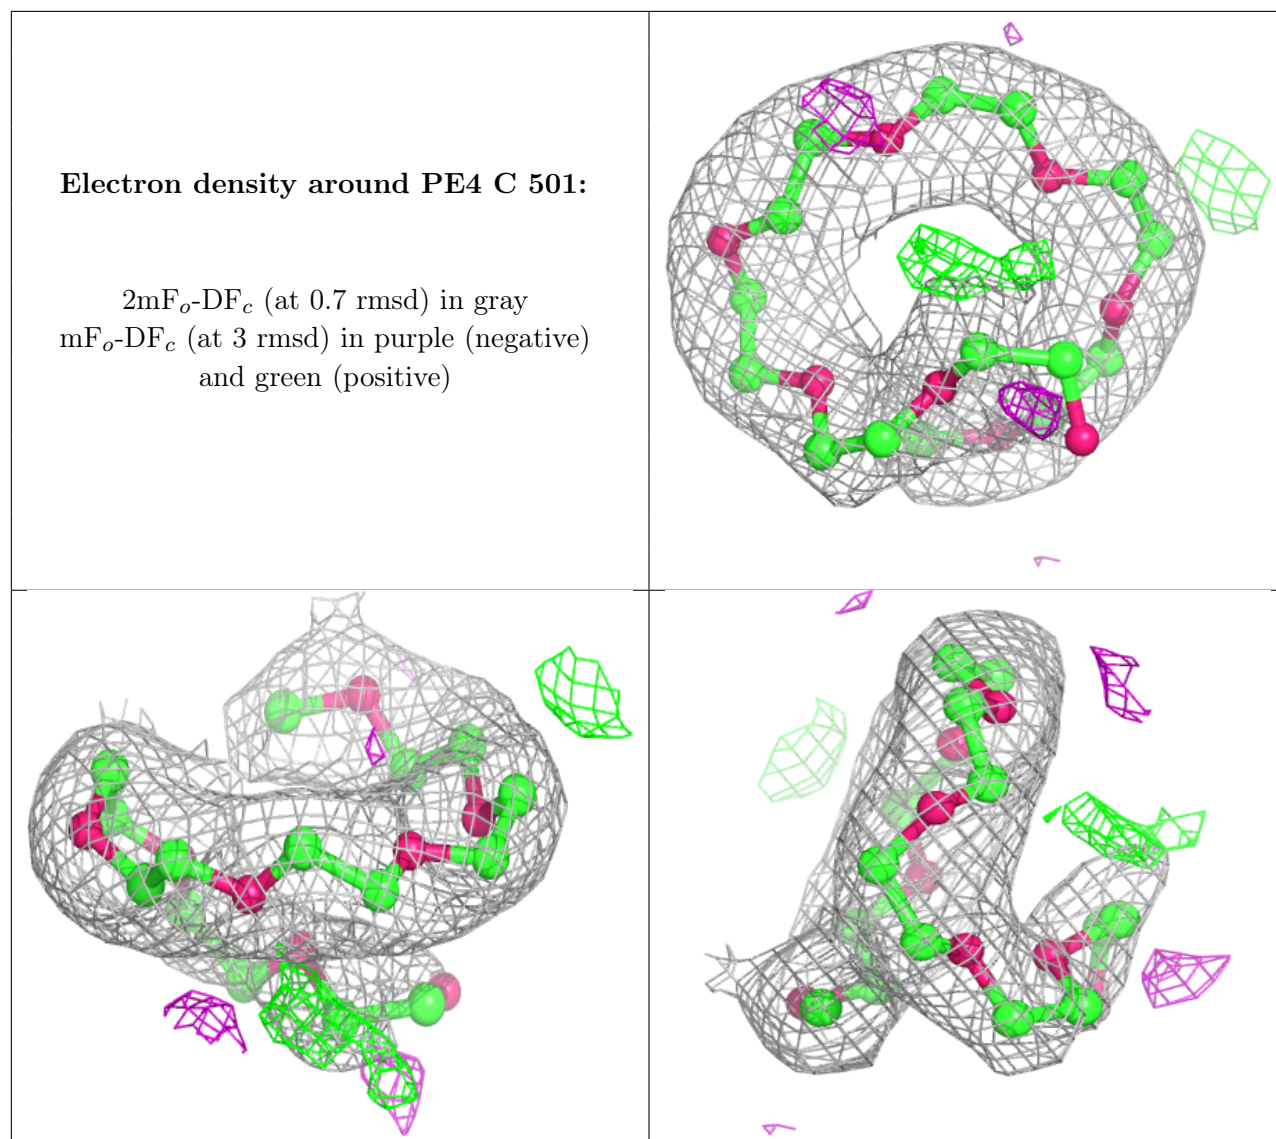 Electron density around PE4 C 501:
2mFₒ-DF𝒸 (at 0.7 rmsd) in gray
mFₒ-DF𝒸 (at 3 rmsd) in purple (negative)
and green (positive)